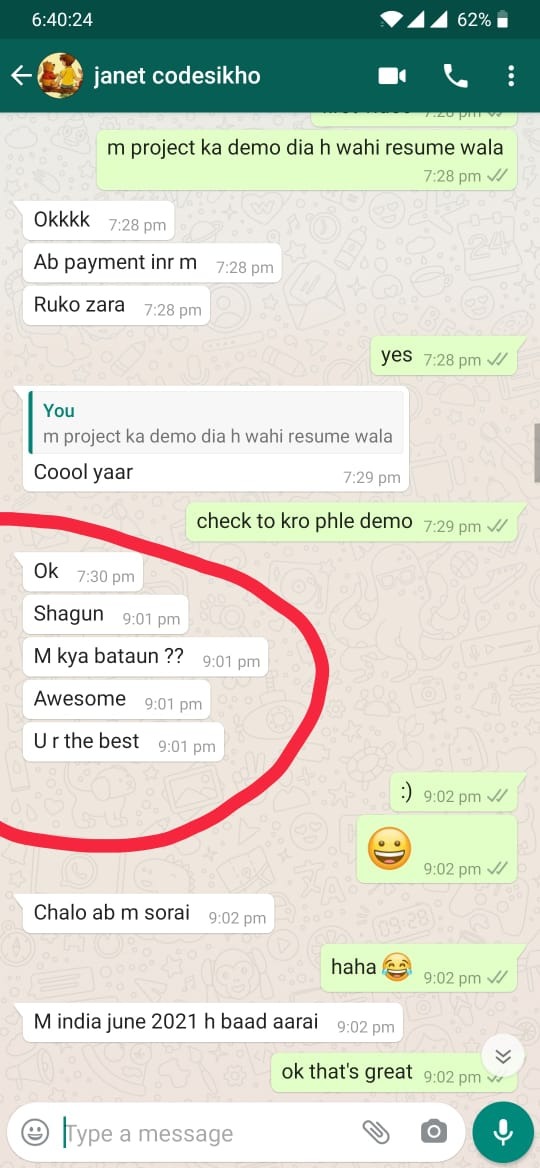 6:40:24
62%
janet codesikho
7:28 pm
m project ka demo dia h wahi resume wala
7:28 pm
Okkkk 7:28 pm
Ab payment inr m 7:28 pm
Ruko zara 7:28 pm
yes 7:28 pm
You
m project ka demo dia h wahi resume wala
Coool yaar 7:29 pm
check to kro phle demo 7:29 pm
Ok 7:30 pm
Shagun 9:01 pm
M kya bataun ?? 9:01 pm
Awesome 9:01 pm
U r the best 9:01 pm
:) 9:02 pm
9:02 pm
Chalo ab m sorai 9:02 pm
haha 😂 9:02 pm
M india june 2021 h baad aarai 9:02 pm
ok that's great 9:02 pm
Type a message